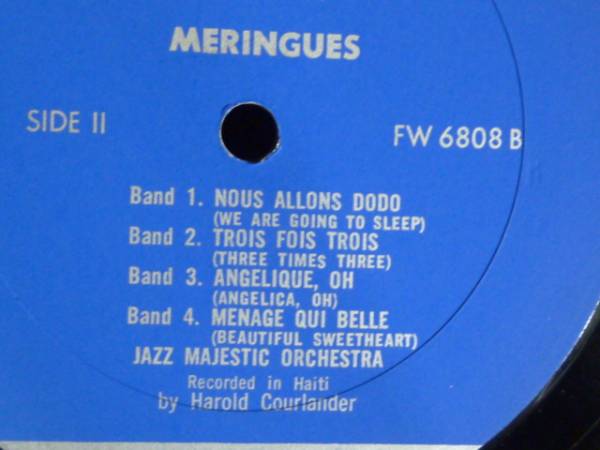 MERINGUES
SIDE II
FW 6808 B
Band 1. NOUS ALLONS DODO
(WE ARE GOING TO SLEEP)
Band 2. TROIS FOIS TROIS
(THREE TIMES THREE)
Band 3. ANGELIQUE, OH
(ANGELICA, OH)
Band 4. MENAGE QUI BELLE
(BEAUTIFUL SWEETHEART)
JAZZ MAJESTIC ORCHESTRA
Recorded in Haiti
by Harold Courlander